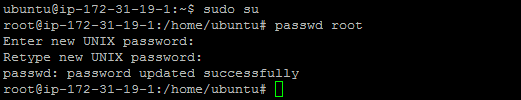 ubuntu@ip-172-31-19-1:~$ sudo su
root@ip-172-31-19-1:/home/ubuntu# passwd root
Enter new UNIX password:
Retype new UNIX password:
passwd: password updated successfully
root@ip-172-31-19-1:/home/ubuntu#